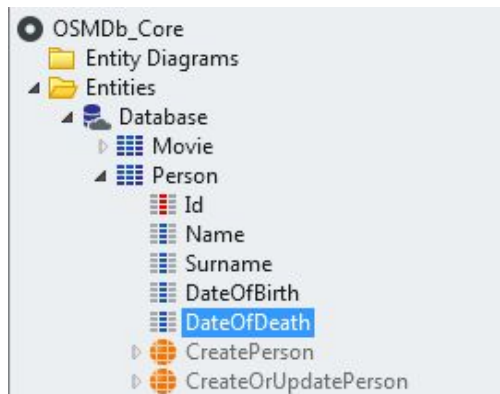 OSMDb_Core
Entity Diagrams
Entities
Database
Movie
Person
Id
Name
Surname
DateOfBirth
DateOfDeath
CreatePerson
CreateOrUpdatePerson